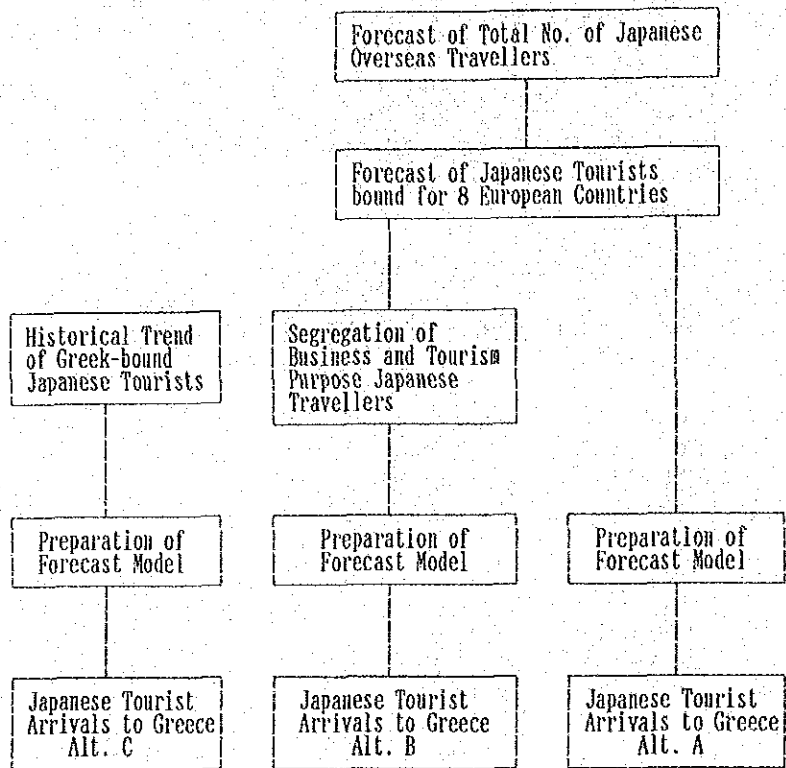 Forecast of Total No. of Japanese
Overseas Travellers
Forecast of Japanese Tourists
bound for 8 European Countries
Historical Trend
of Greek-bound
Japanese Tourists
Segregation of
Business and Tourism
Purpose Japanese
Travellers
Preparation of
Forecast Model
Preparation of
Forecast Model
Preparation of
Forecast Model
Japanese Tourist
Arrivals to Greece
Alt. C
Japanese Tourist
Arrivals to Greece
Alt. B
Japanese Tourist
Arrivals to Greece
Alt. A